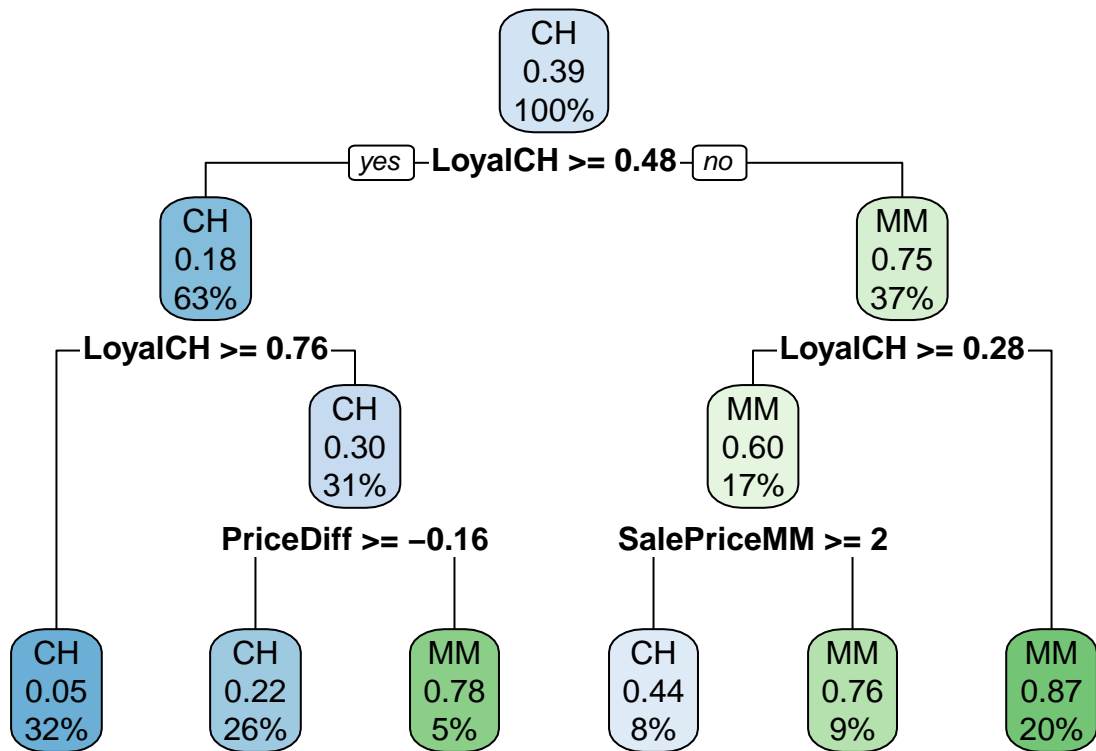 CH
0.39
100%
yes LoyalCH >= 0.48 no
CH
0.18
63%
MM
0.75
37%
LoyalCH >= 0.76
LoyalCH >= 0.28
CH
0.30
31%
MM
0.60
17%
PriceDiff >= −0.16
SalePriceMM >= 2
CH
0.05
32%
CH
0.22
26%
MM
0.78
5%
CH
0.44
8%
MM
0.76
9%
MM
0.87
20%